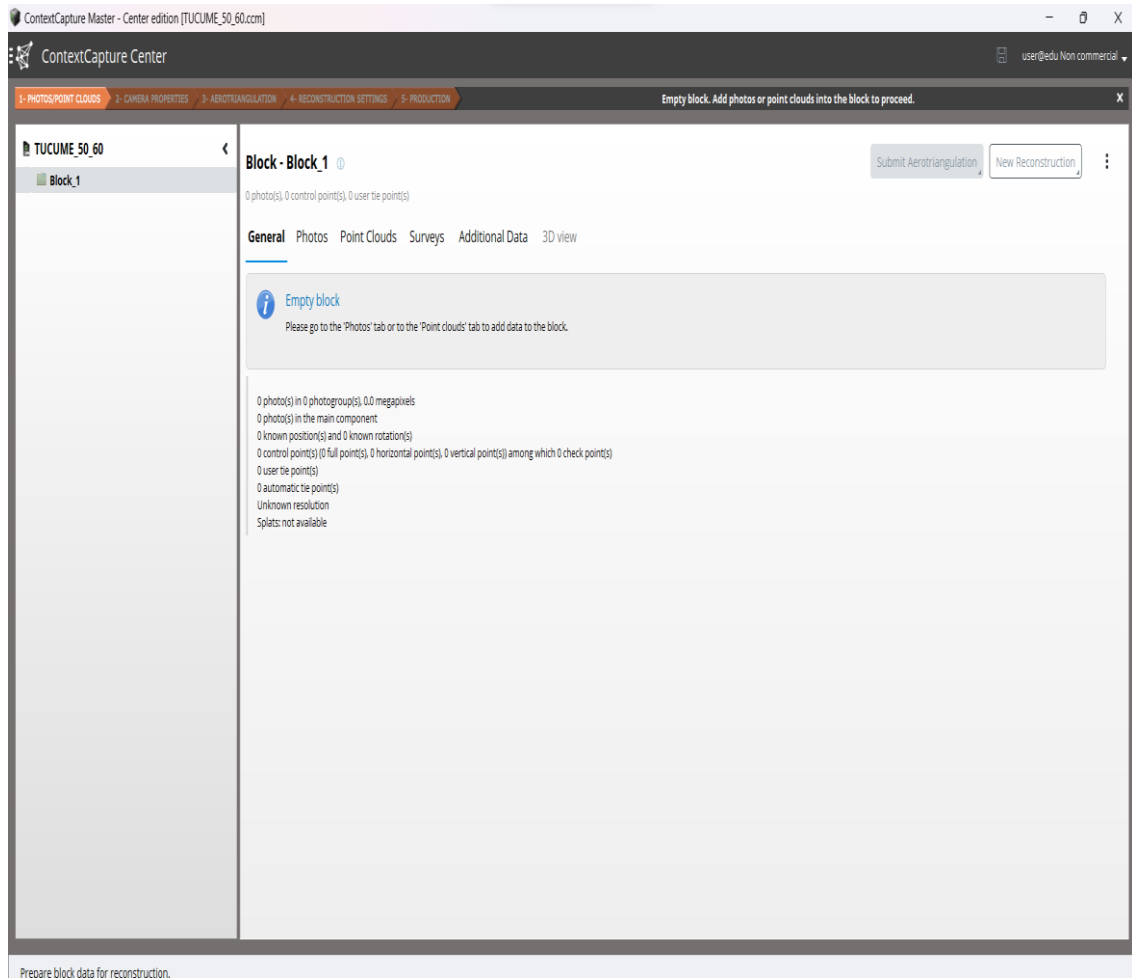 ContextCapture Master - Center edition [TUCUME_50_60.ccm]
ContextCapture Center
user@edu Non commercial
1- PHOTOS/POINT CLOUDS 2- CAMERA PROPERTIES 3- AEROTRIANGULATION 4- RECONSTRUCTION SETTINGS 5- PRODUCTION Empty block. Add photos or point clouds into the block to proceed. X
TUCUME_50_60
Block_1
Block - Block_1
Submit Aerotriangulation New Reconstruction
0 photo(s), 0 control point(s), 0 user tie point(s)
General Photos Point Clouds Surveys Additional Data 3D view
Empty block
Please go to the 'Photos' tab or to the 'Point clouds' tab to add data to the block.
0 photo(s) in 0 photogroup(s), 0.0 megapixels
0 photo(s) in the main component
0 known position(s) and 0 known rotation(s)
0 control point(s) (0 full point(s), 0 horizontal point(s), 0 vertical point(s)) among which 0 check point(s)
0 user tie point(s)
0 automatic tie point(s)
Unknown resolution
Splats: not available
Prepare block data for reconstruction.